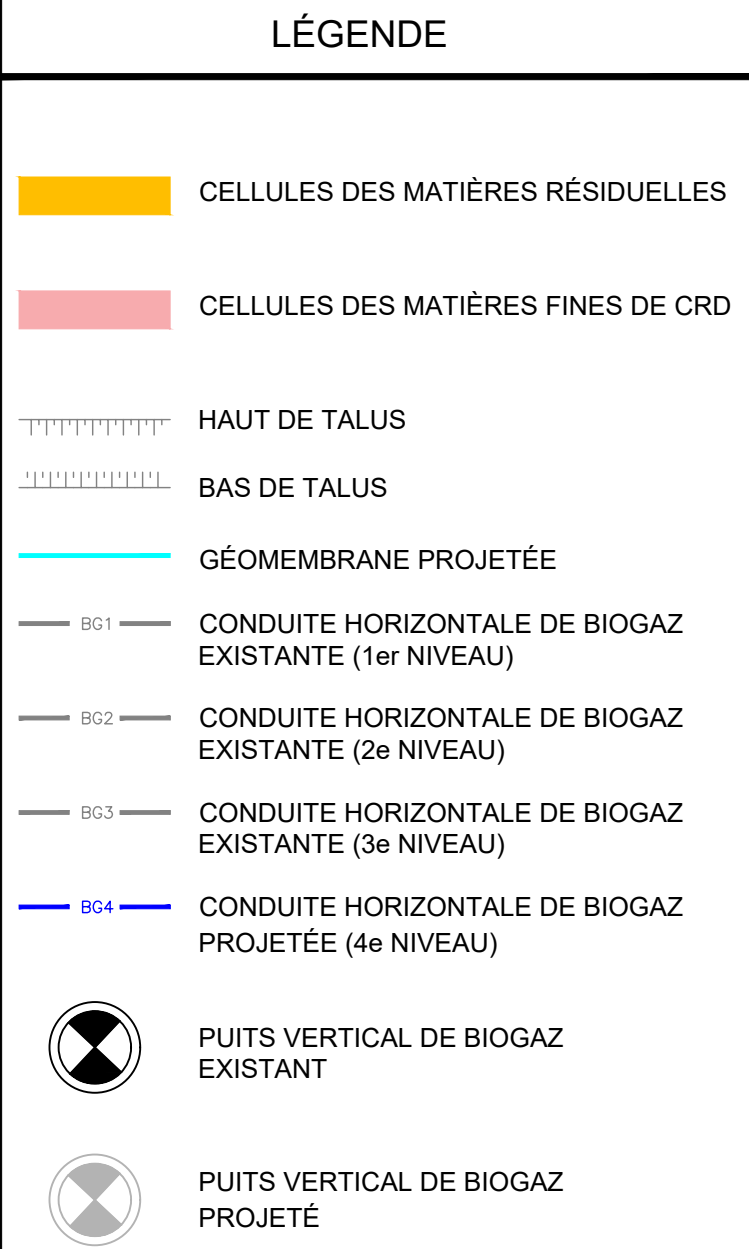 LÉGENDE
CELLULES DES MATIÈRES RÉSIDUELLES
CELLULES DES MATIÈRES FINES DE CRD
HAUT DE TALUS
BAS DE TALUS
GÉOMEMBRANE PROJETÉE
BG1 CONDUITE HORIZONTALE DE BIOGAZ
EXISTANTE (1er NIVEAU)
BG2 CONDUITE HORIZONTALE DE BIOGAZ
EXISTANTE (2e NIVEAU)
BG3 CONDUITE HORIZONTALE DE BIOGAZ
EXISTANTE (3e NIVEAU)
BG4 CONDUITE HORIZONTALE DE BIOGAZ
PROJETÉE (4e NIVEAU)
PUITS VERTICAL DE BIOGAZ
EXISTANT
PUITS VERTICAL DE BIOGAZ
PROJETÉ